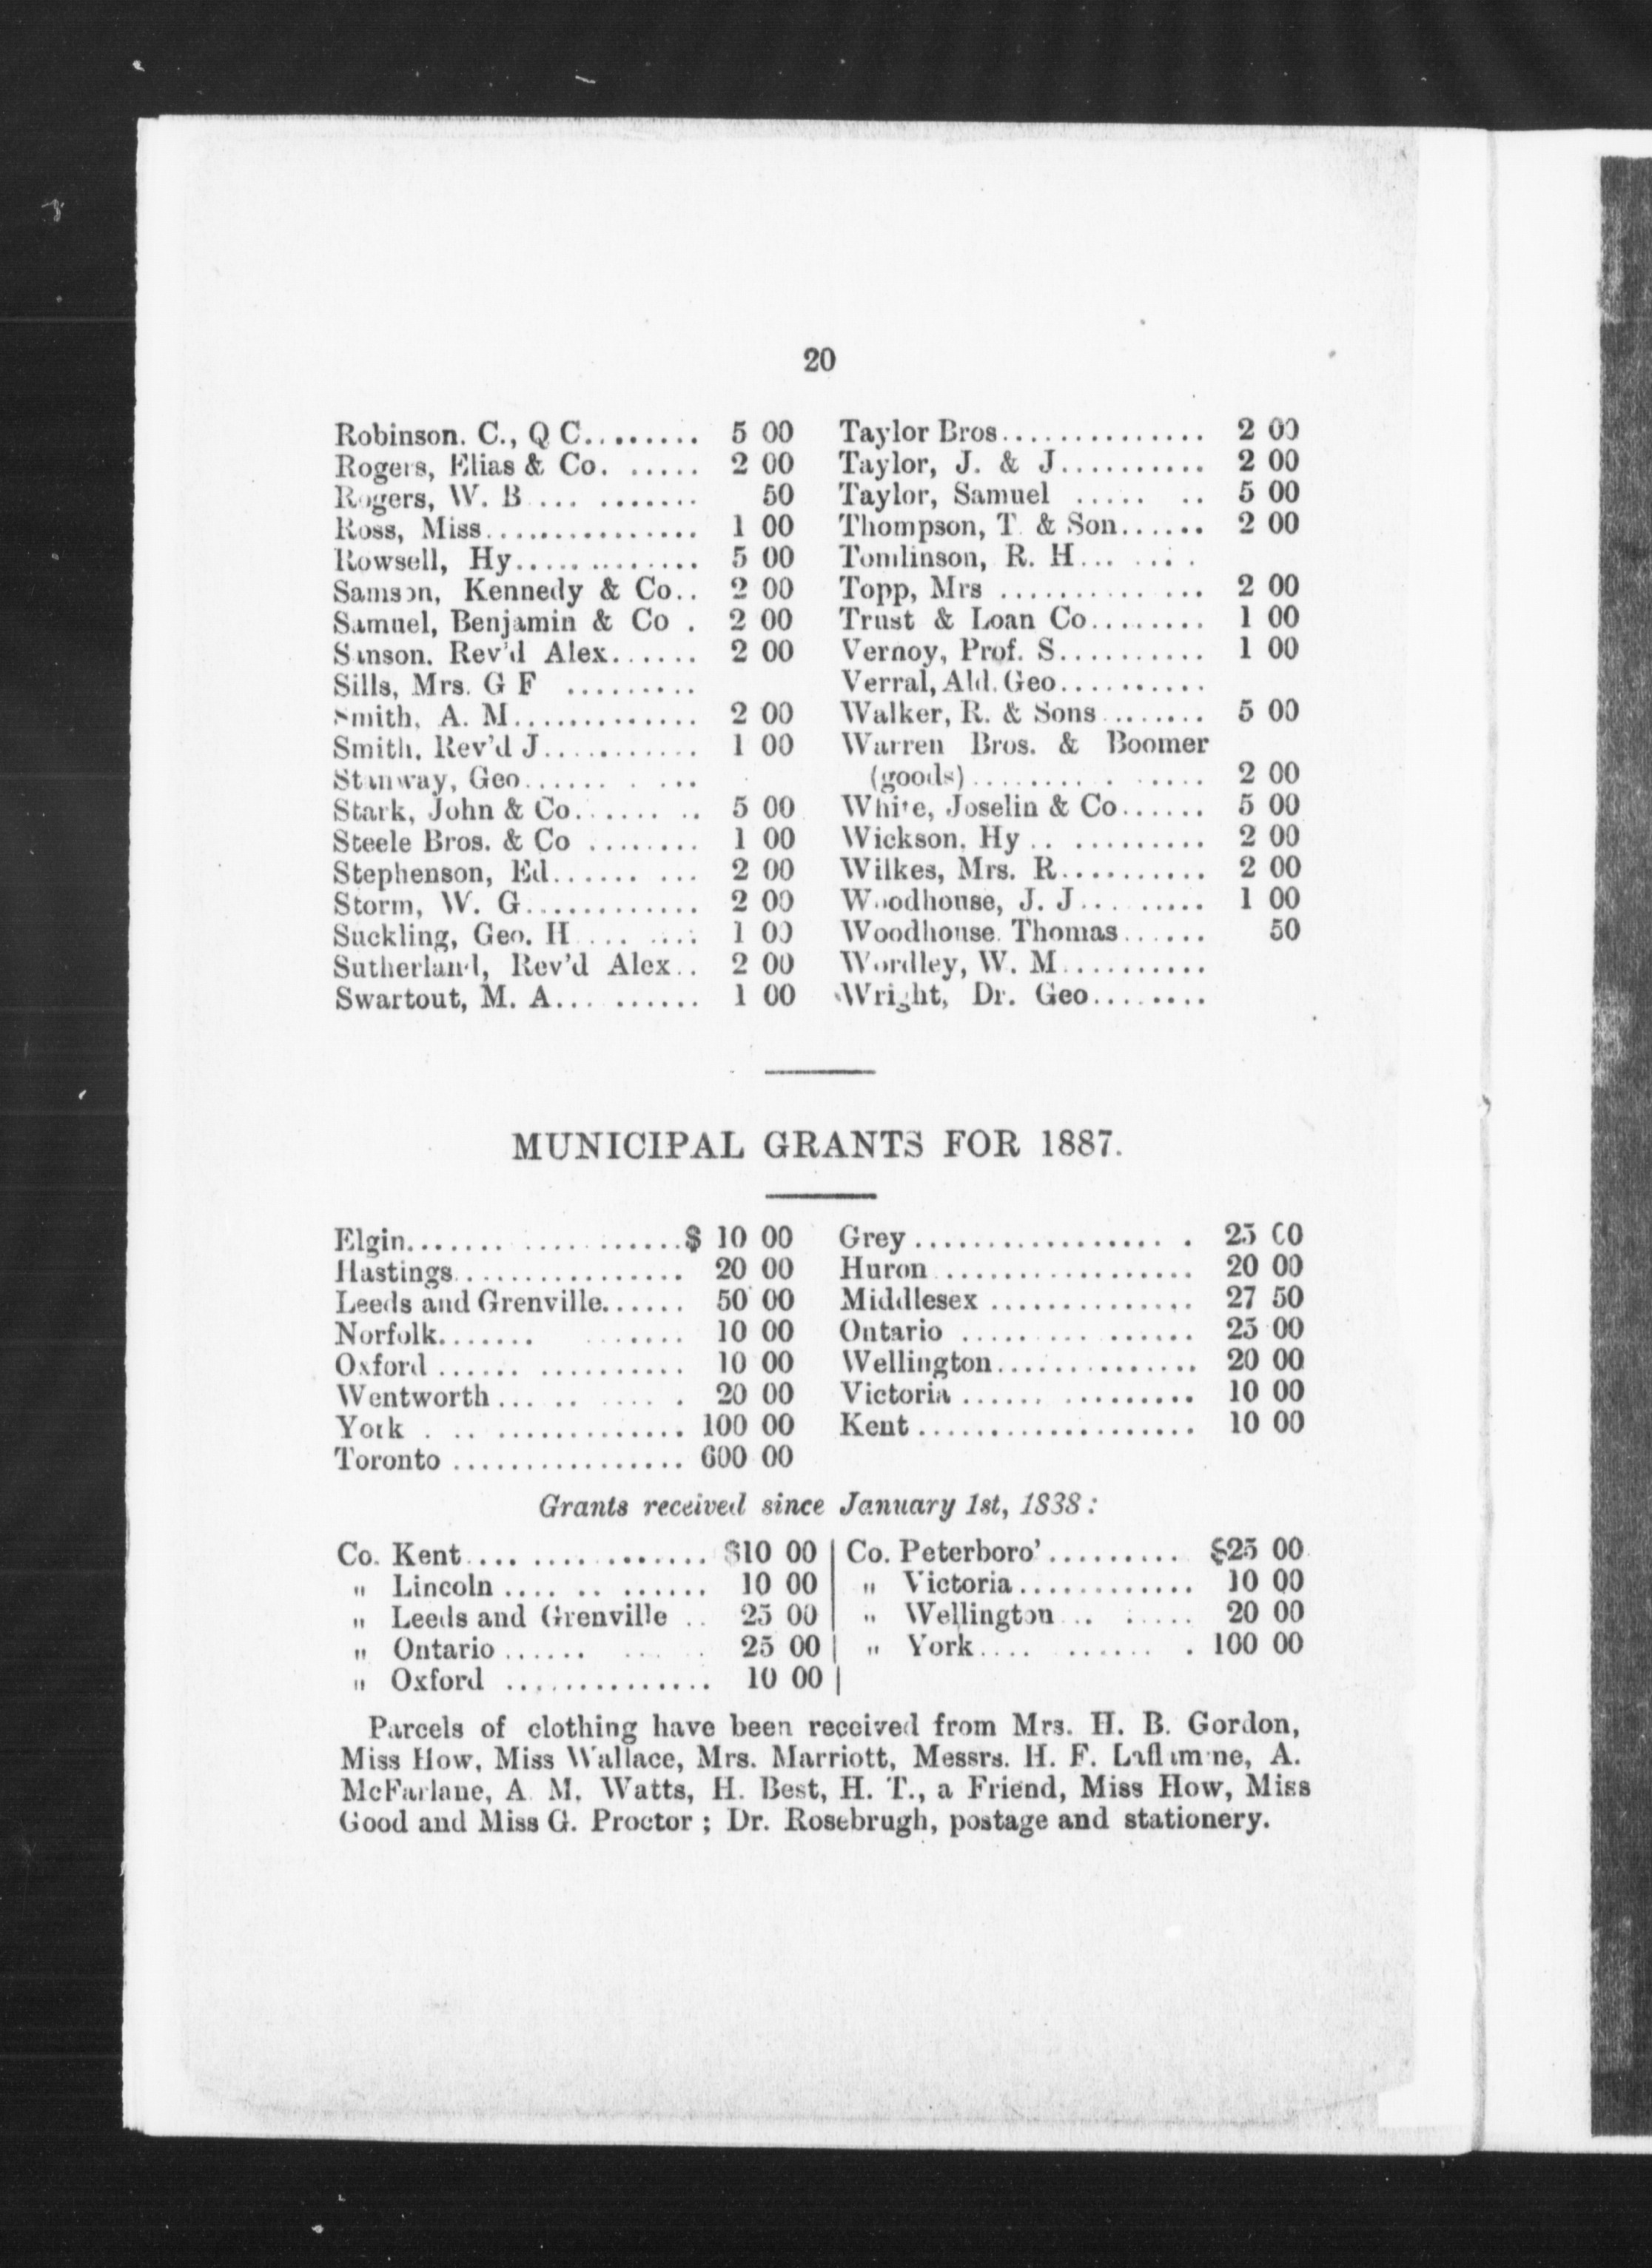 20
Robinson. C., Q C........ 5 00
Rogers, Elias & Co. ..... 2 00
Rogers, W. B.... ....... 50
Ross, Miss............... 1 00
Rowsell, Hy............. 5 00
Samson, Kennedy & Co.. 2 00
Samuel, Benjamin & Co . 2 00
Sanson. Rev'd Alex...... 2 00
Sills, Mrs. G F .........
Smith, A. M............. 2 00
Smith, Rev'd J........... 1 00
Stanway, Geo....... . ...
Stark, John & Co....... .. 5 00
Steele Bros. & Co ........ 1 00
Stephenson, Ed...... ... 2 00
Storm, W. G............. 2 00
Suckling, Geo. H.... .... 1 00
Sutherland, Rev'd Alex.. 2 00
Swartout, M. A.......... 1 00
Taylor Bros.............. 2 00
Taylor, J. & J.......... 2 00
Taylor, Samuel ..... .. 5 00
Thompson, T. & Son...... 2 00
Tomlinson, R. H... ... .
Topp, Mrs .............. 2 00
Trust & Loan Co........ 1 00
Vernoy, Prof. S.......... 1 00
Verral, Ald. Geo..........
Walker, R. & Sons....... 5 00
Warren Bros. & Boomer
(goods)......... . ..... 2 00
White, Joselin & Co...... 5 00
Wickson, Hy .. ......... 2 00
Wilkes, Mrs. R.......... 2 00
Woodhouse, J. J......... 1 00
Woodhouse. Thomas...... 50
Wordley, W. M..........
Wright, Dr. Geo........
MUNICIPAL GRANTS FOR 1887.
Elgin....... ...........$ 10 00
Hastings................ 20 00
Leeds and Grenville...... 50 00
Norfolk....... ....... 10 00
Oxford ...... .......... 10 00
Wentworth... .. .... . 20 00
York . .. ............. 100 00
Toronto ................ 600 00
Grey ................. . 25 00
Huron .................. 20 00
Middlesex .............. 27 50
Ontario ......... ...... 25 00
Wellington.............. 20 00
Victoria ...... ......... 10 00
Kent ................... 10 00
Grants received since January 1st, 1838:
Co. Kent.... ............ $10 00
" Lincoln .... .. ...... 10 00
" Leeds and Grenville .. 25 00
" Ontario ...... ... . 25 00
" Oxford .............. 10 00
Co. Peterboro'......... $25 00
" Victoria............ 10 00
" Wellington... ..... 20 00
" York.... ...... . 100 00
Parcels of clothing have been received from Mrs. H. B. Gordon,
Miss How, Miss Wallace, Mrs. Marriott, Messrs. H. F. A.
McFarlane, A. M. Watts, H. Best, H. T., a Friend, Miss How, Miss
Good and Miss G. Proctor ; Dr. Rosebrugh, postage and stationery.